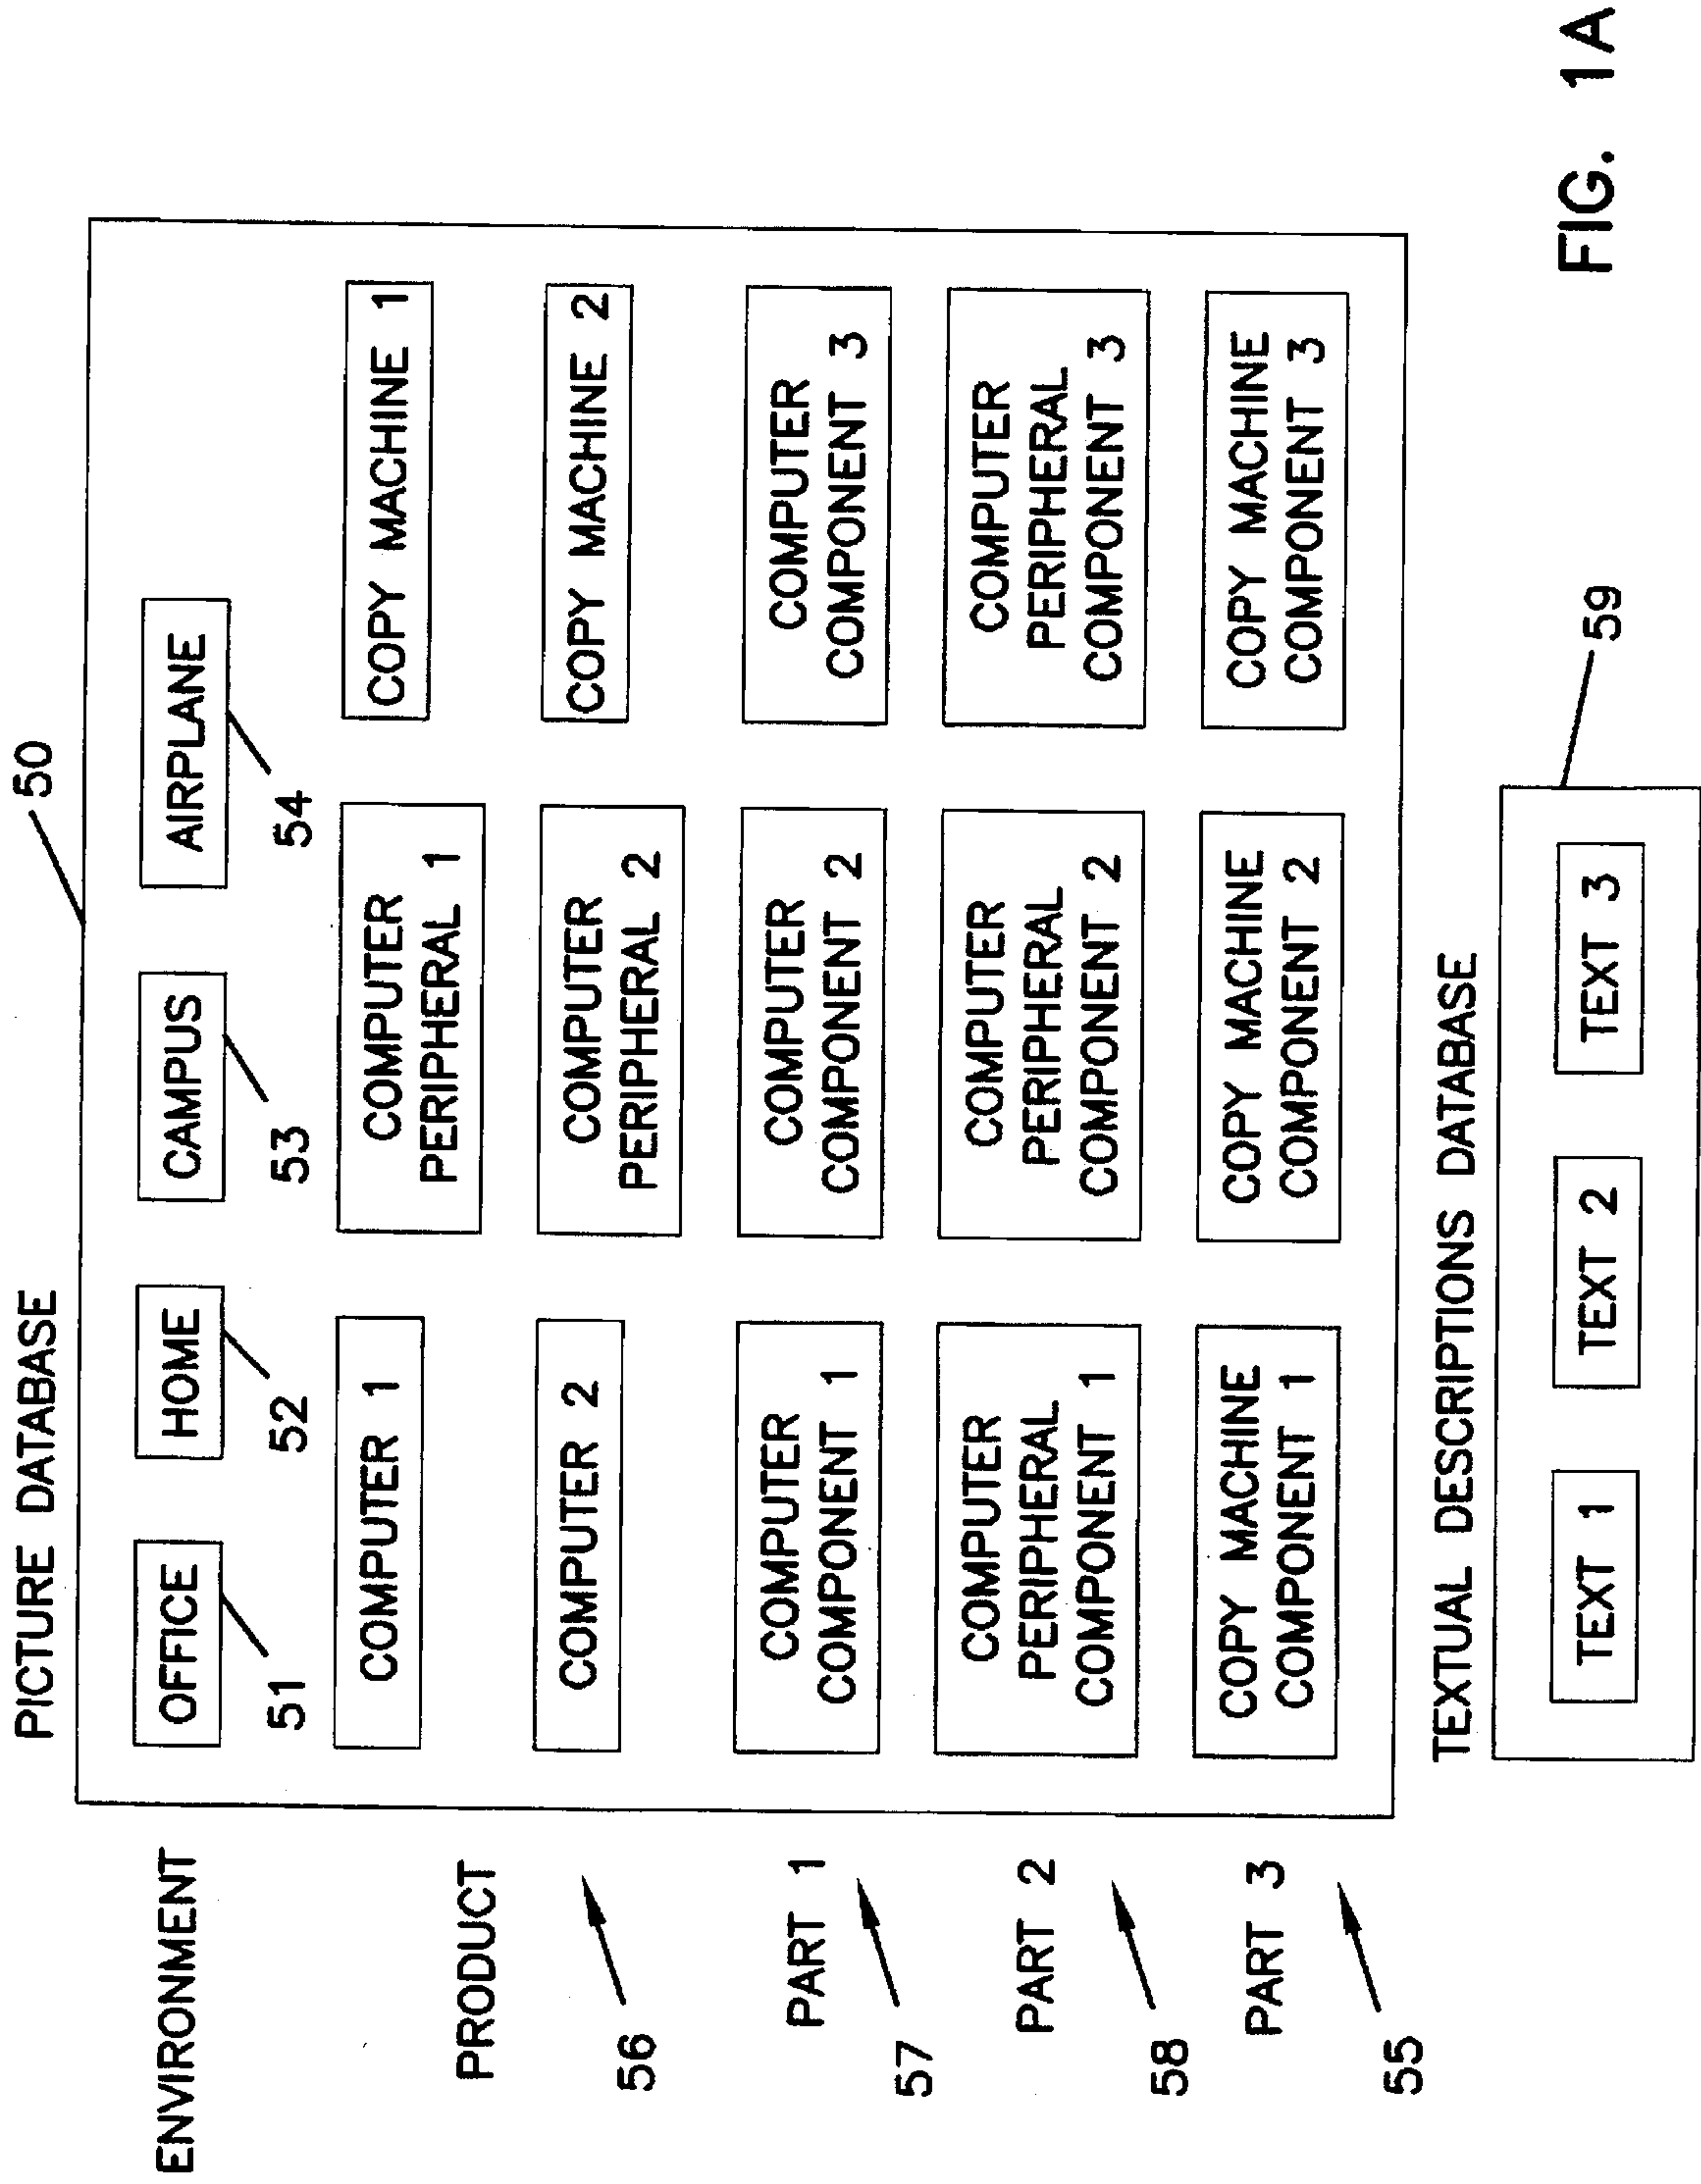 PICTURE DATABASE
50
ENVIRONMENT
OFFICE
HOME
CAMPUS
AIRPLANE
51
52
53
54
PRODUCT
56
COMPUTER 1
COMPUTER
PERIPHERAL 1
COPY MACHINE 1
COMPUTER 2
COMPUTER
PERIPHERAL 2
COPY MACHINE 2
PART 1
57
COMPUTER
COMPONENT 1
COMPUTER
COMPONENT 2
COMPUTER
COMPONENT 3
PART 2
58
COMPUTER
PERIPHERAL
COMPONENT 1
COMPUTER
PERIPHERAL
COMPONENT 2
COMPUTER
PERIPHERAL
COMPONENT 3
PART 3
55
COPY MACHINE
COMPONENT 1
COPY MACHINE
COMPONENT 2
COPY MACHINE
COMPONENT 3
TEXTUAL DESCRIPTIONS DATABASE
59
TEXT 1
TEXT 2
TEXT 3
FIG. 1A